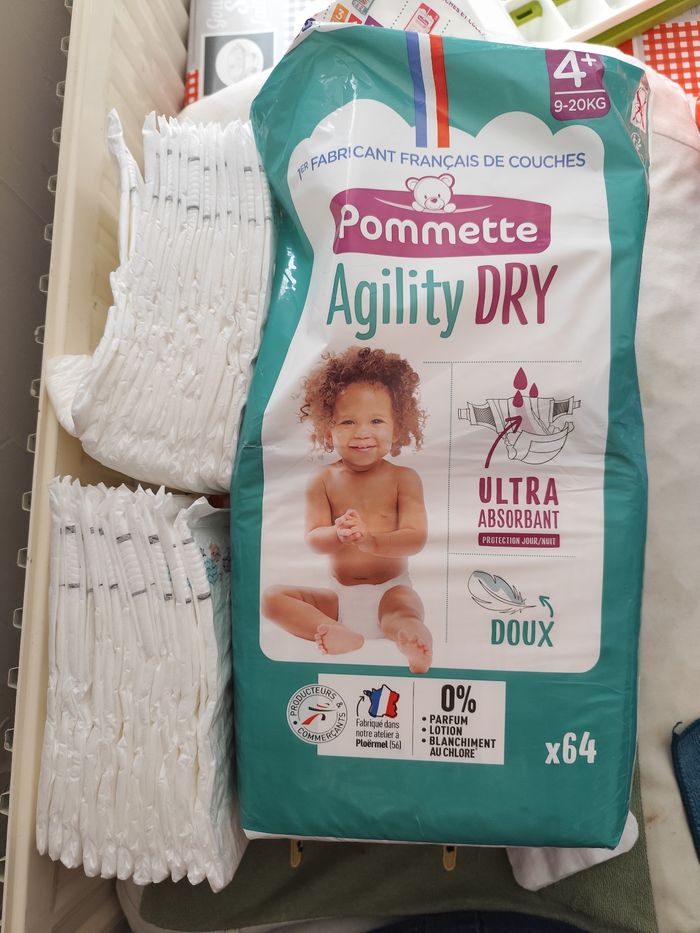 4+
9-20KG
1ER FABRICANT FRANÇAIS DE COUCHES
Pommette
Agility DRY
ULTRA
ABSORBANT
PROTECTION JOUR/NUIT
DOUX
PRODUCTEURS & COMMERÇANTS
Fabriqué dans
notre atelier à
Ploërmel (56)
0%
• PARFUM
• LOTION
• BLANCHIMENT
AU CHLORE
x64